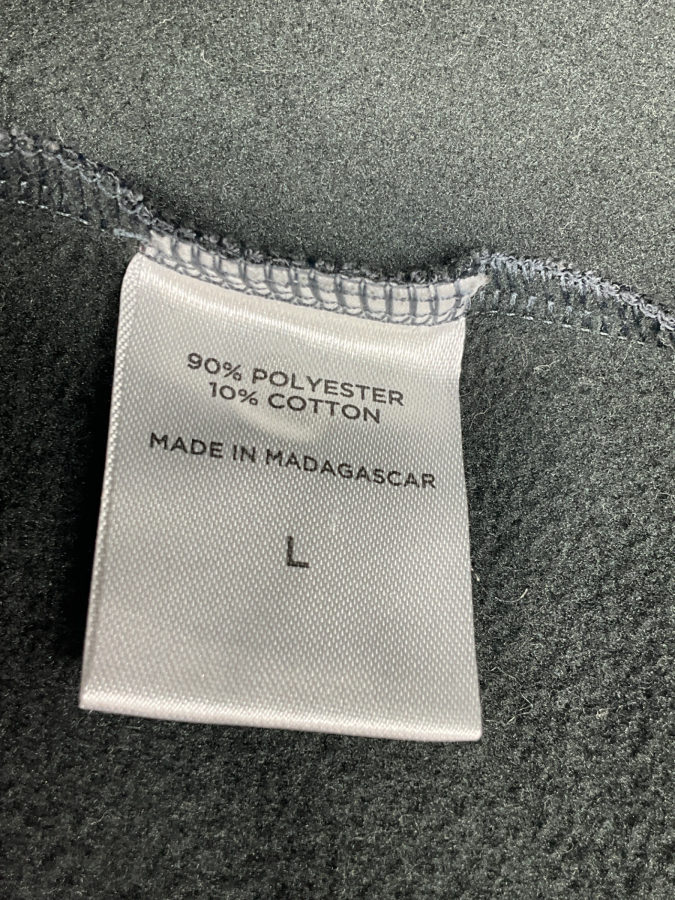 90% POLYESTER
10% COTTON
MADE IN MADAGASCAR
L